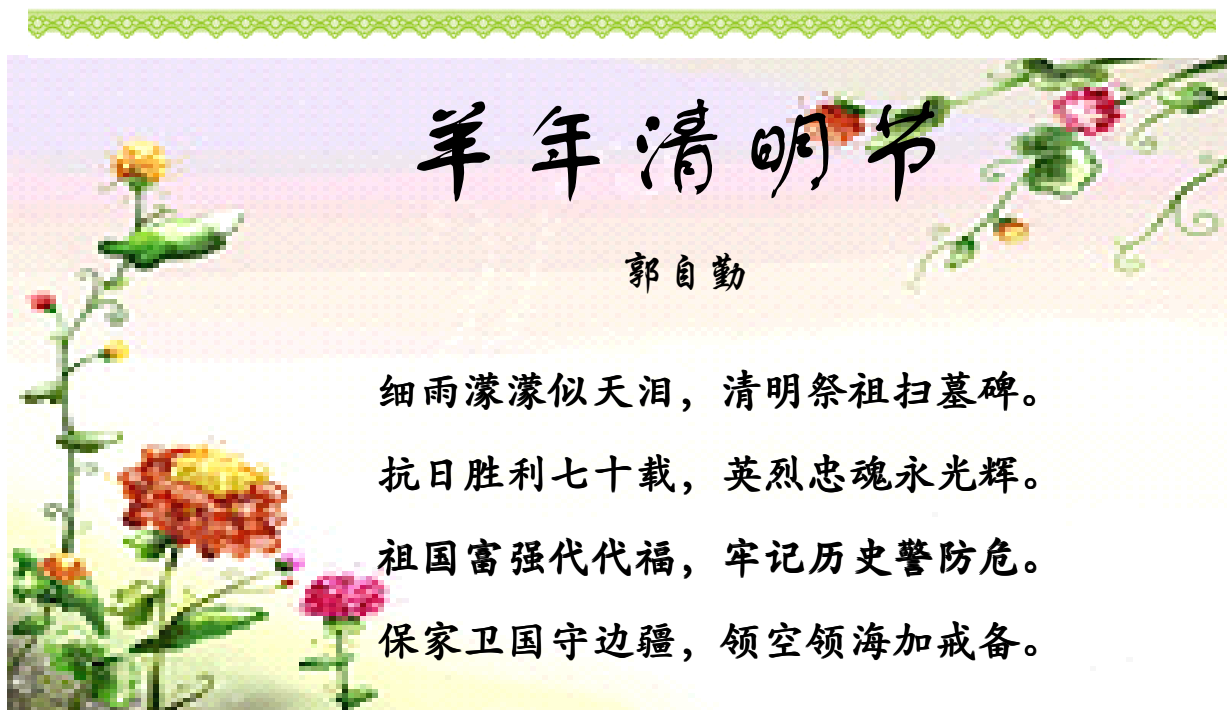 羊年清明节
郭自勤
细雨濛濛似天泪，清明祭祖扫墓碑。
抗日胜利七十载，英烈忠魂永光辉。
祖国富强代代福，牢记历史警防危。
保家卫国守边疆，领空领海加戒备。